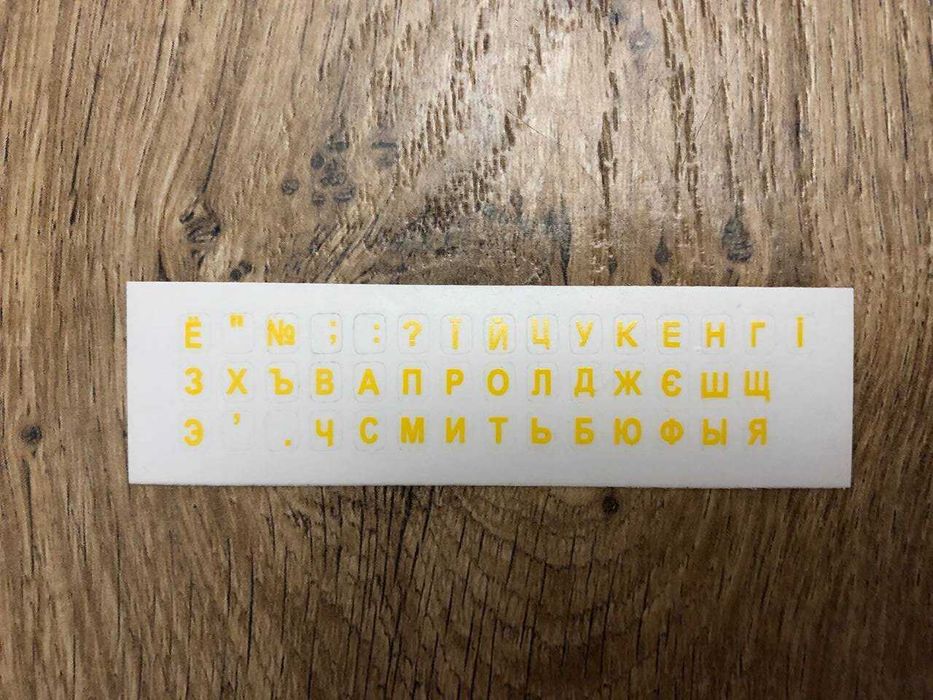 Ё " № ; : ? Ї Й Ц У К Е Н Г І
З Х Ъ В А П Р О Л Д Ж Є Ш Щ
Э ' . Ч С М И Т Ь Б Ю Ф Ы Я